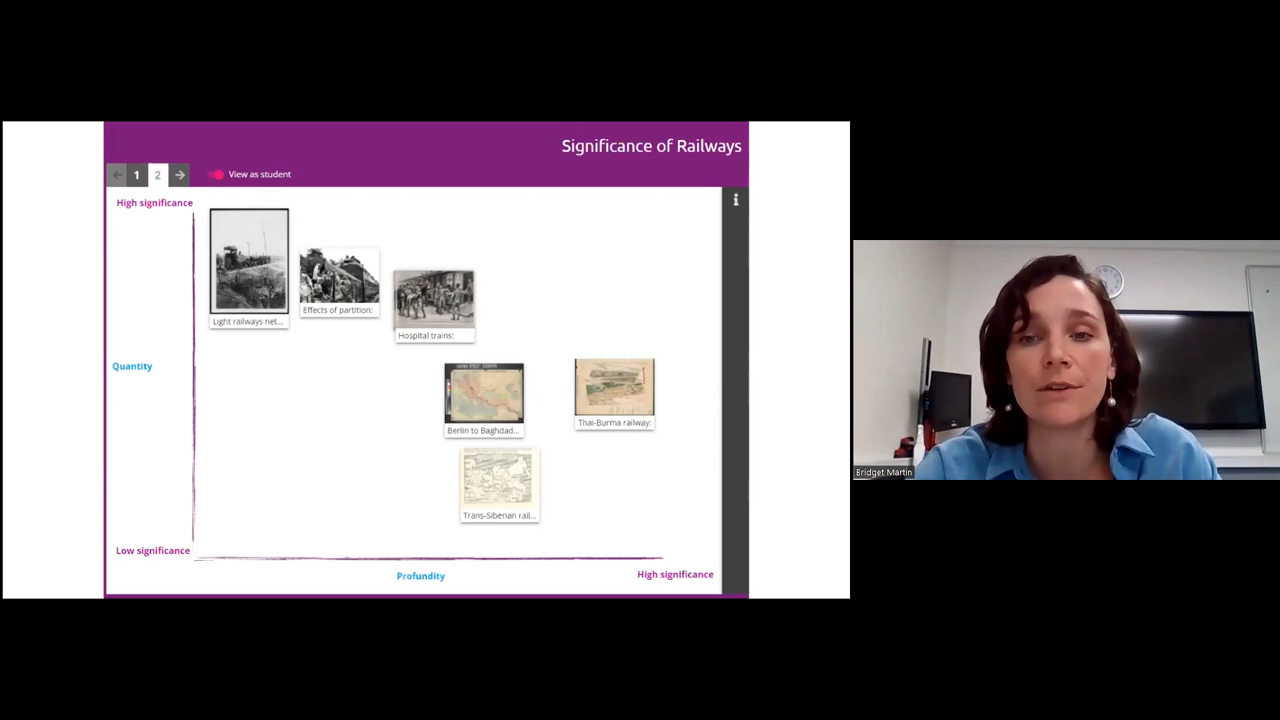 Significance of Railways
1
2
View as student
High significance
Light railways net...
Effects of partition:
Hospital trains:
Quantity
Berlin to Baghdad...
Thai-Burma railway:
Trans-Siberian rail...
Low significance
Profundity
High significance
Bridget Martin